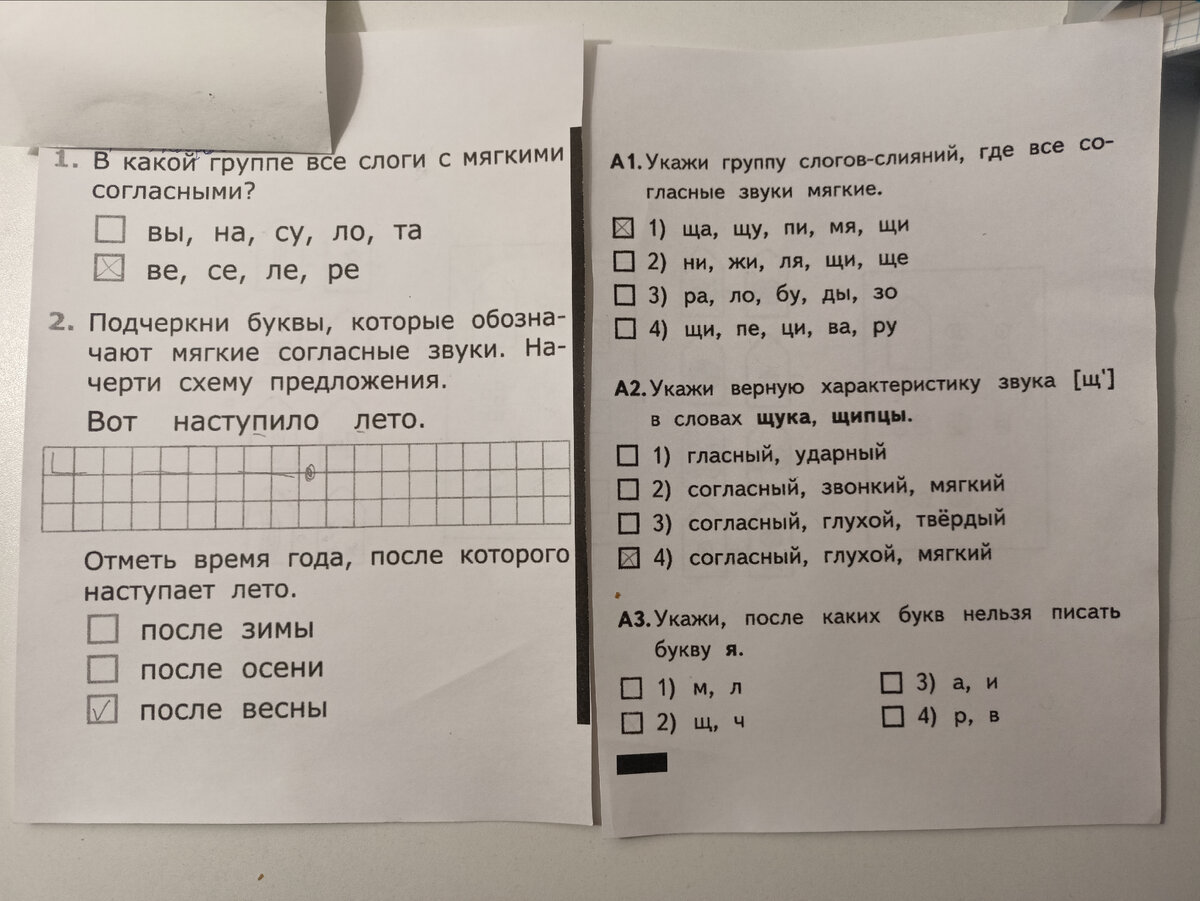 1. В какой группе все слоги с мягкими
согласными?
вы, на, су, ло, та
ве, се, ле, ре
2. Подчеркни буквы, которые обозна-
чают мягкие согласные звуки. На-
черти схему предложения.
Вот наступило лето.
Отметь время года, после которого
наступает лето.
после зимы
после осени
после весны
А1. Укажи группу слогов-слияний, где все со-
гласные звуки мягкие.
1) ща, щу, пи, мя, щи
2) ни, жи, ля, щи, ще
3) ра, ло, бу, ды, зо
4) щи, пе, ци, ва, ру
А2. Укажи верную характеристику звука [щ']
в словах щука, щипцы.
1) гласный, ударный
2) согласный, звонкий, мягкий
3) согласный, глухой, твёрдый
4) согласный, глухой, мягкий
А3. Укажи, после каких букв нельзя писать
букву я.
1) м, л
2) щ, ч
3) а, и
4) р, в